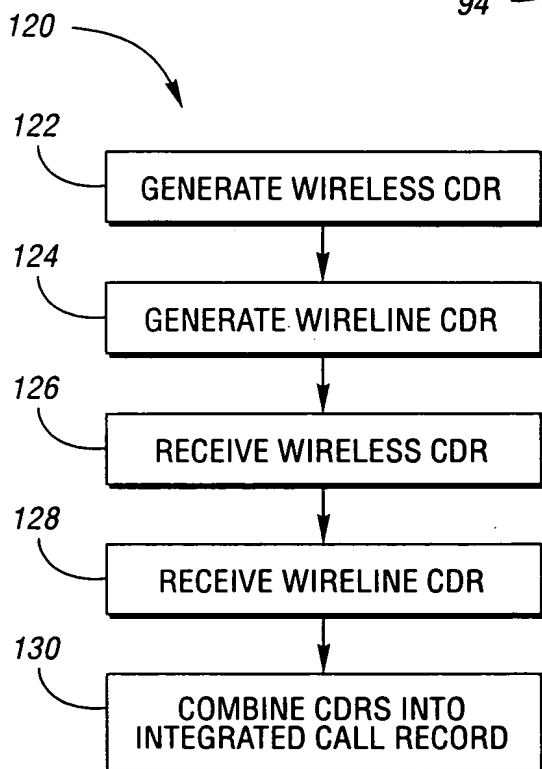 94
120
122
GENERATE WIRELESS CDR
124
GENERATE WIRELINE CDR
126
RECEIVE WIRELESS CDR
128
RECEIVE WIRELINE CDR
130
COMBINE CDRS INTO
INTEGRATED CALL RECORD